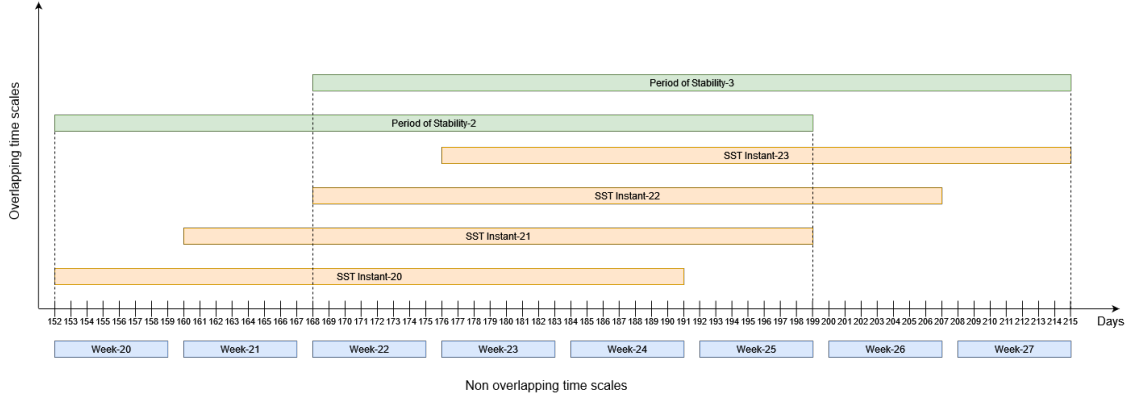 Overlapping time scales
Period of Stability-3
Period of Stability-2
SST Instant-23
SST Instant-22
SST Instant-21
SST Instant-20
152 153 154 155 156 157 158 159 160 161 162 163 164 165 166 167 168 169 170 171 172 173 174 175 176 177 178 179 180 181 182 183 184 185 186 187 188 189 190 191 192 193 194 195 196 197 198 199 200 201 202 203 204 205 206 207 208 209 210 211 212 213 214 215 Days
Week-20 Week-21 Week-22 Week-23 Week-24 Week-25 Week-26 Week-27
Non overlapping time scales